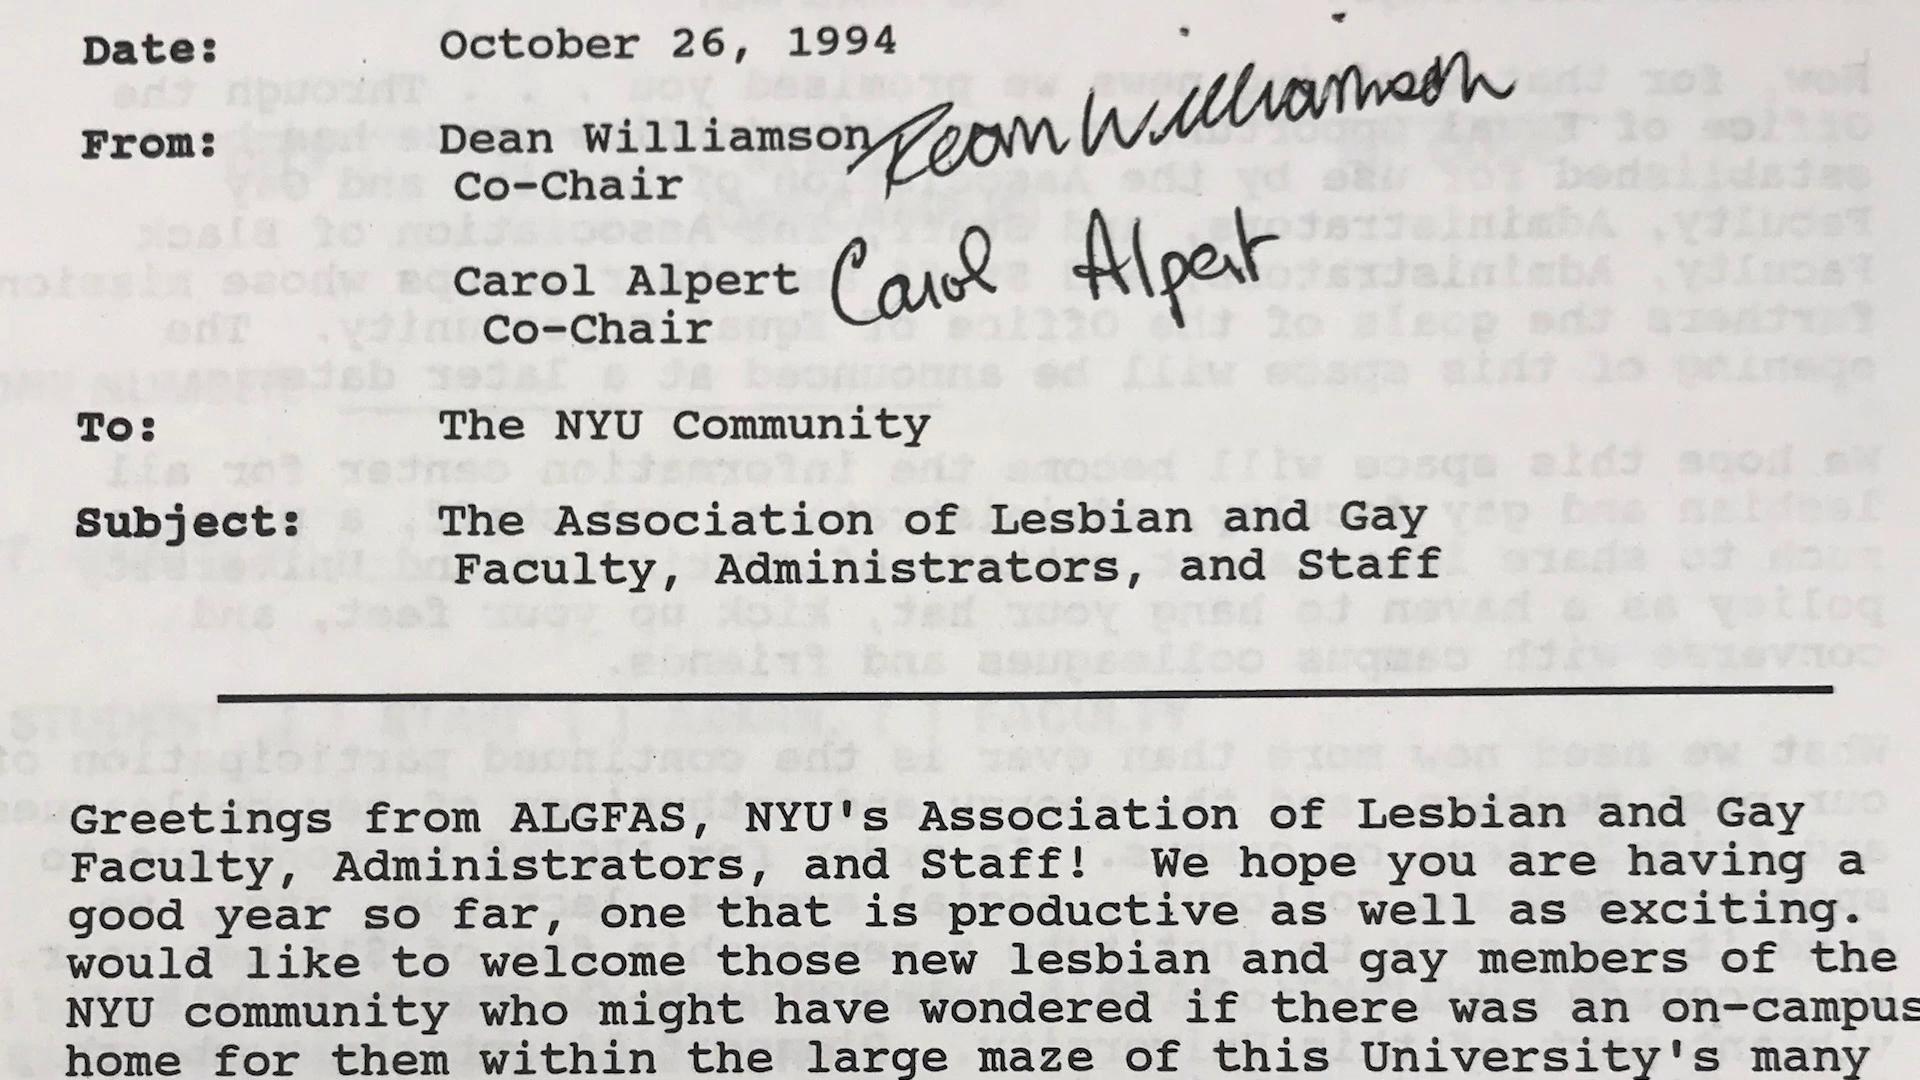 Date: October 26, 1994
From: Dean Williamson Dean Williamson
Co-Chair
Carol Alpert Carol Alpert
Co-Chair
To: The NYU Community
Subject: The Association of Lesbian and Gay
Faculty, Administrators, and Staff
Greetings from ALGFAS, NYU's Association of Lesbian and Gay
Faculty, Administrators, and Staff! We hope you are having a
good year so far, one that is productive as well as exciting.
would like to welcome those new lesbian and gay members of the
NYU community who might have wondered if there was an on-campus
home for them within the large maze of this University's many